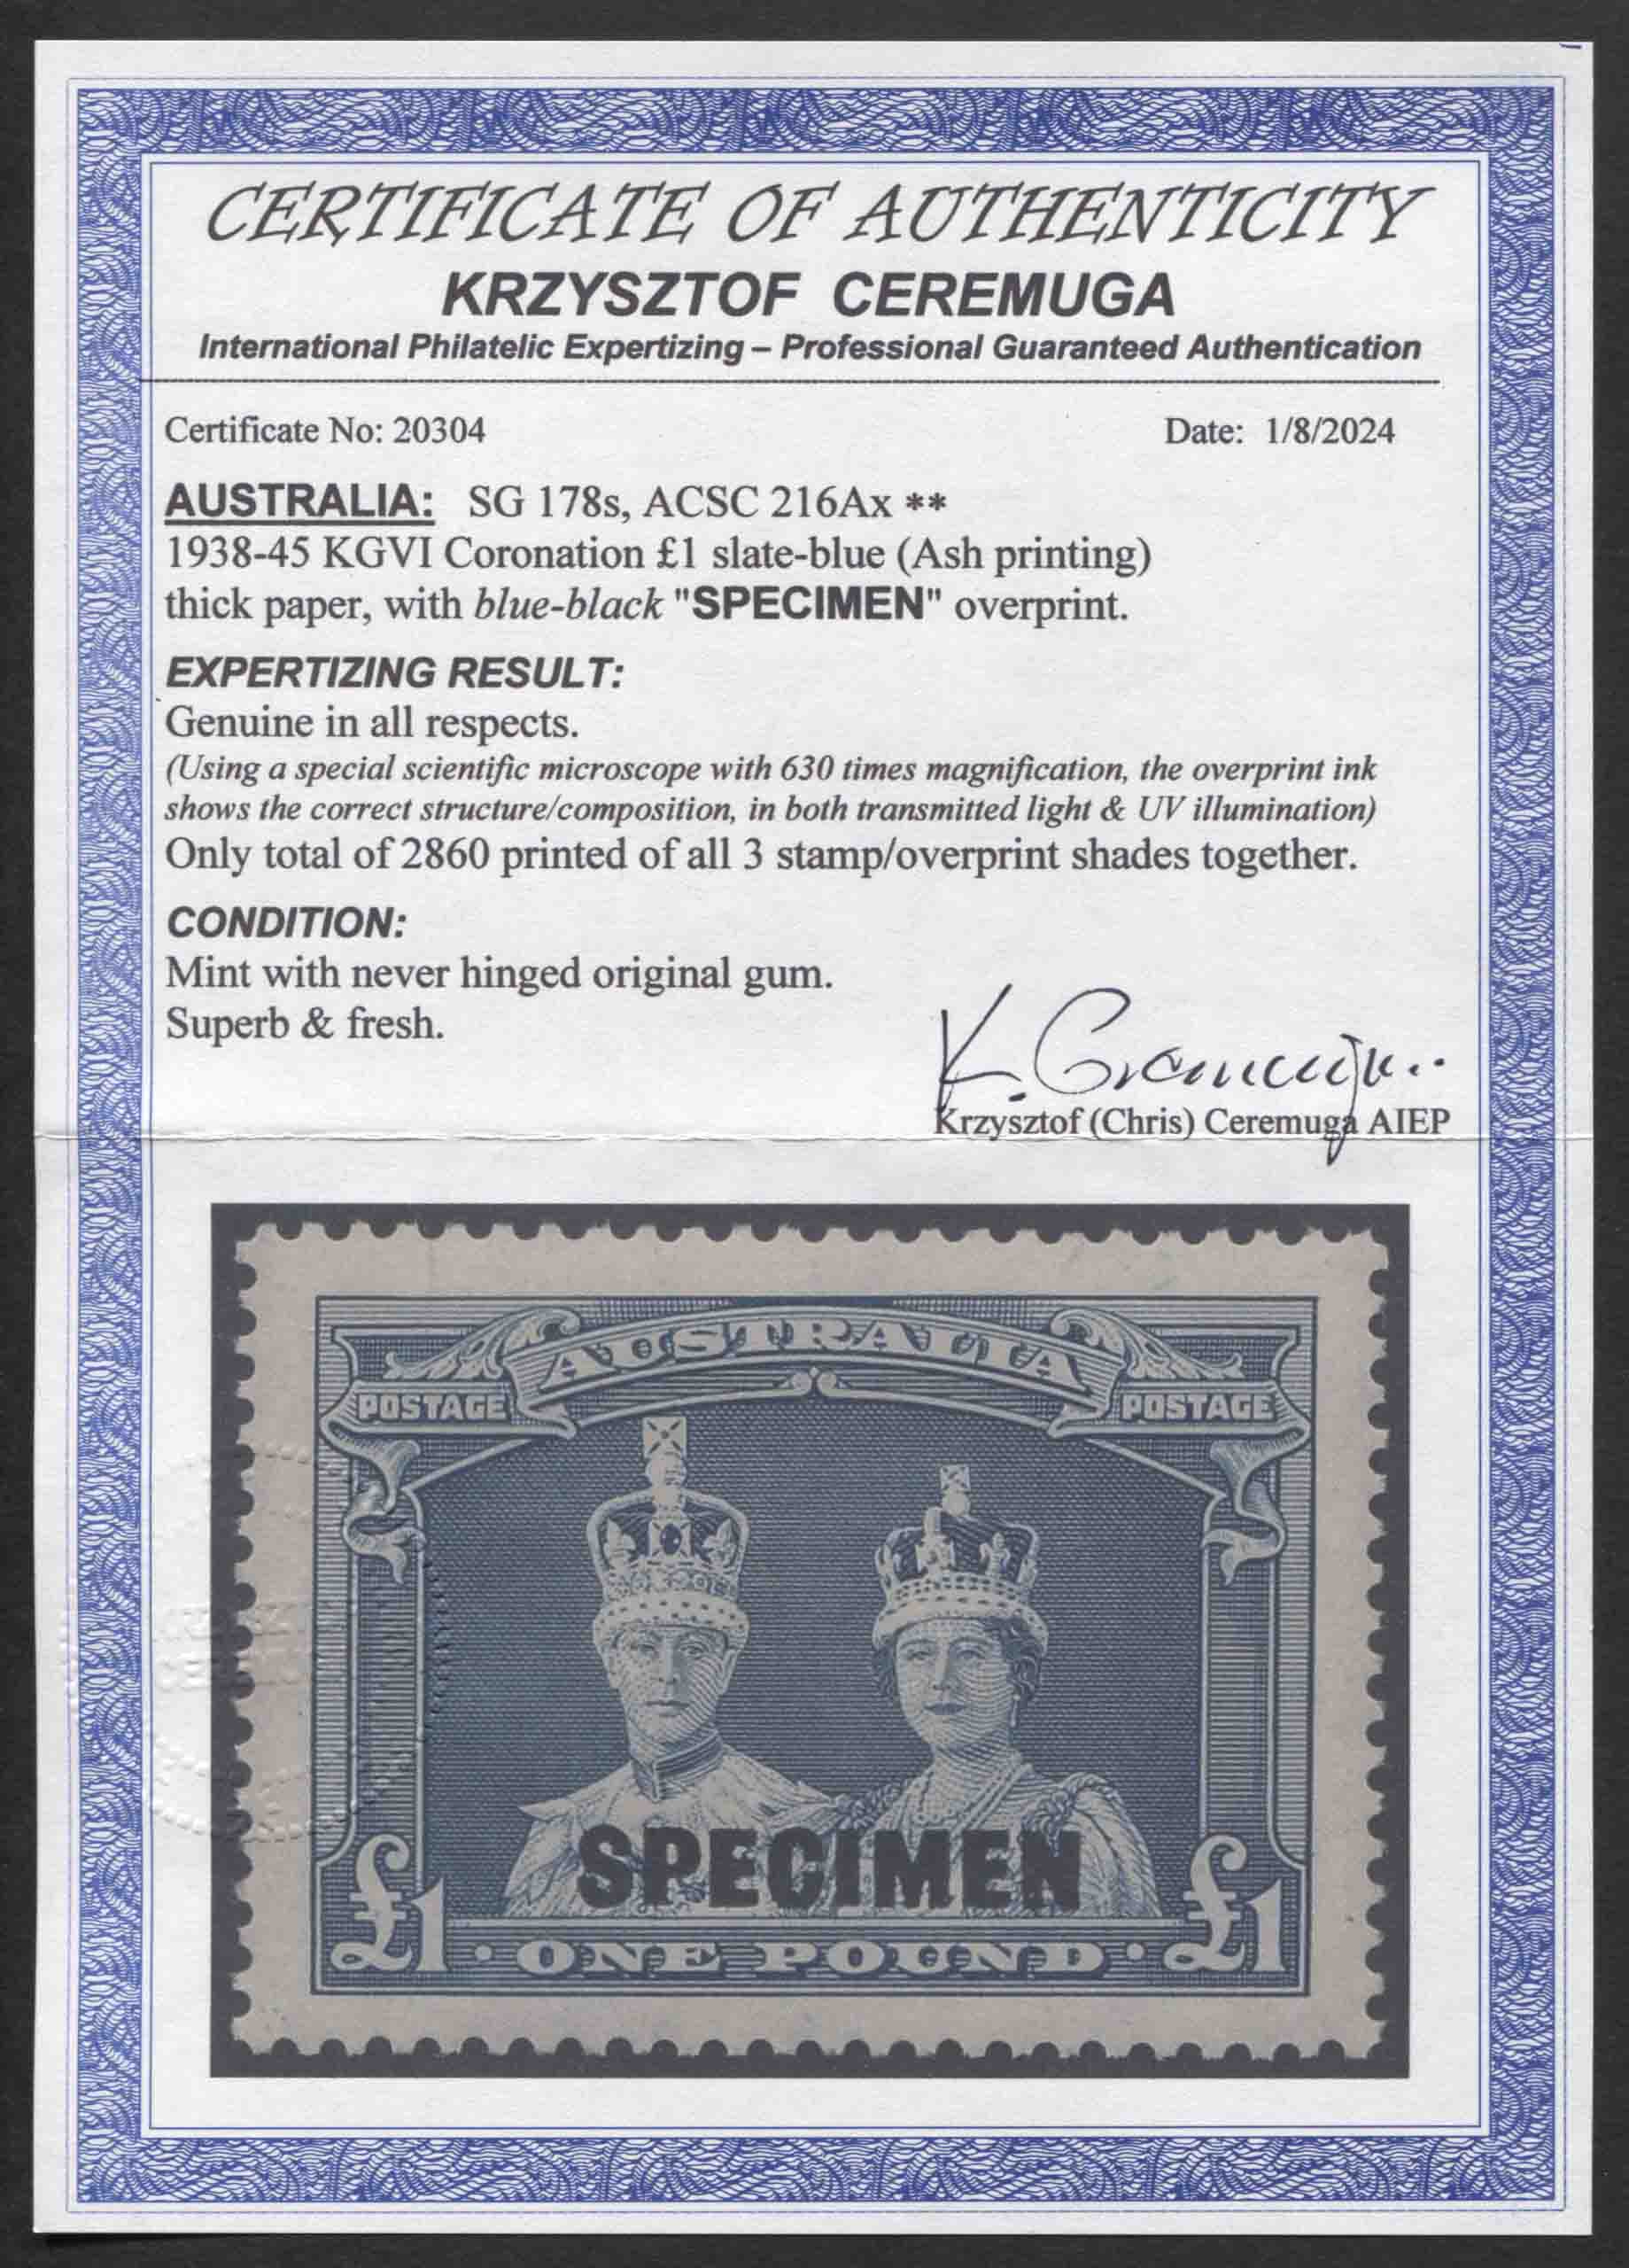 CERTIFICATE OF AUTHENTICITY
KRZYSZTOF CEREMUGA
International Philatelic Expertizing – Professional Guaranteed Authentication
Certificate No: 20304 Date: 1/8/2024
AUSTRALIA: SG 178s, ACSC 216Ax **
1938-45 KGVI Coronation £1 slate-blue (Ash printing)
thick paper, with blue-black "SPECIMEN" overprint.
EXPERTIZING RESULT:
Genuine in all respects.
(Using a special scientific microscope with 630 times magnification, the overprint ink
shows the correct structure/composition, in both transmitted light & UV illumination)
Only total of 2860 printed of all 3 stamp/overprint shades together.
CONDITION:
Mint with never hinged original gum.
Superb & fresh.
K. Ceremuga
Krzysztof (Chris) Ceremuga AIEP
AUSTRALIA
POSTAGE POSTAGE
SPECIMEN
£1 · ONE POUND · £1